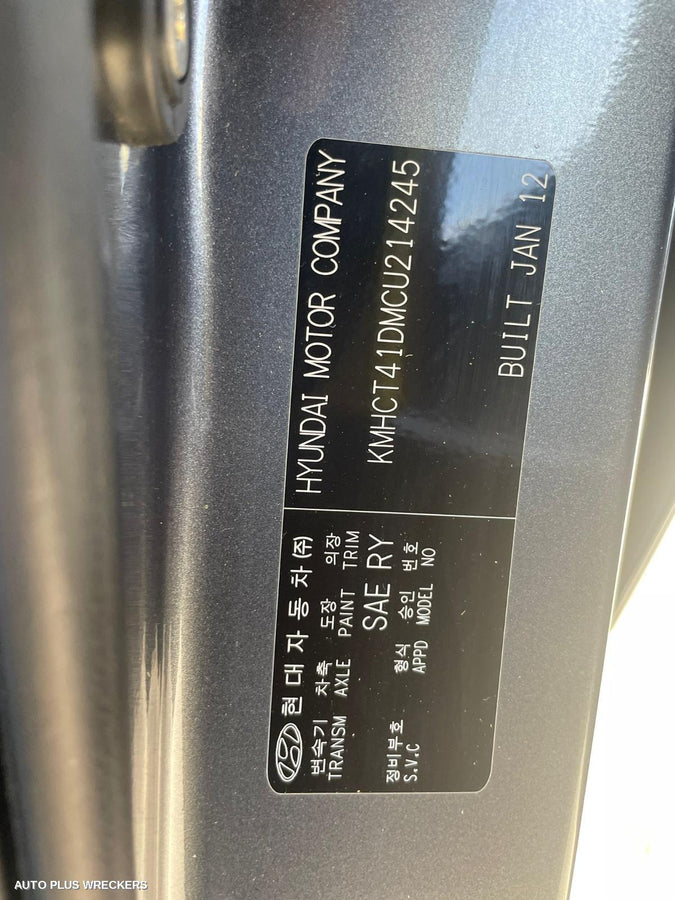 현대자동차(주) HYUNDAI MOTOR COMPANY
변속기 차축 도장 의장
TRANSM AXLE PAINT TRIM
SAE RY
KMHCT41DMCU214245
정비부호 형식 승인 번호
S.V.C APPD MODEL NO
BUILT JAN 12
AUTO PLUS WRECKERS